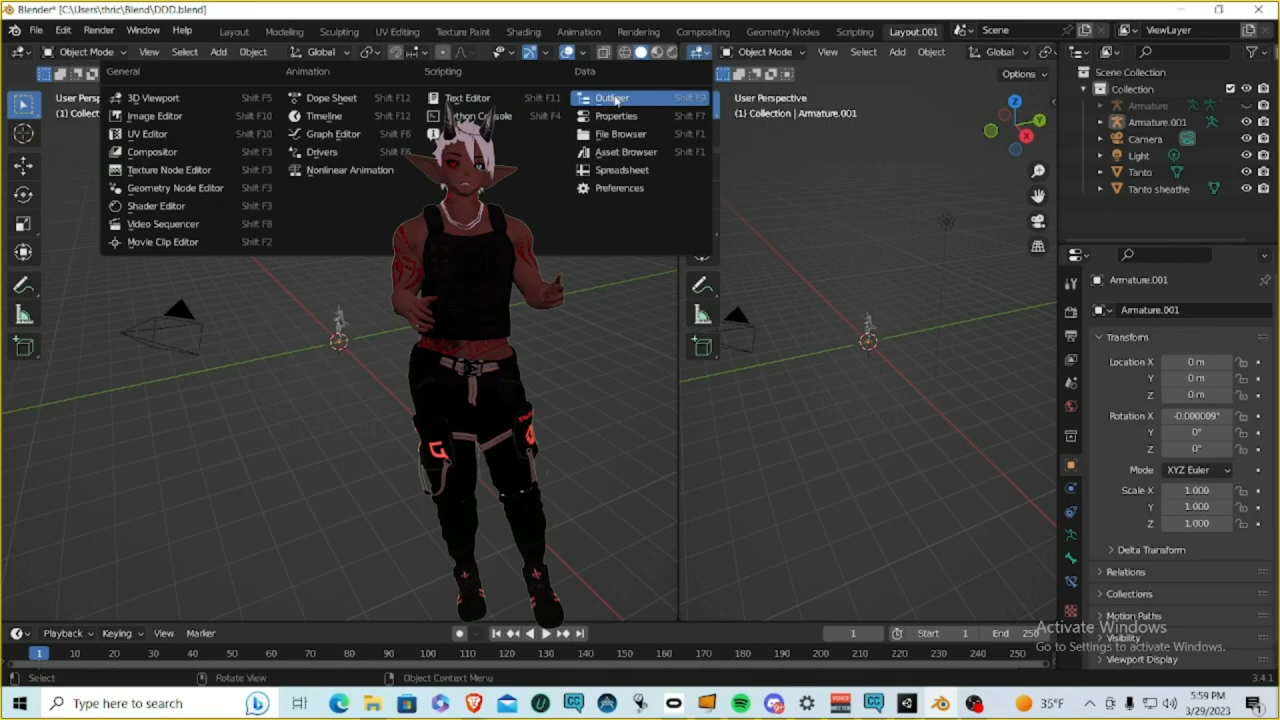 Blender* [C:\Users\thric\Blend\DDD.blend]
File Edit Render Window Help Layout Modeling Sculpting UV Editing Texture Paint Shading Animation Rendering Compositing Geometry Nodes Scripting Layout.001 Scene ViewLayer
Object Mode View Select Add Object Global Object Mode View Select Add Object Global
General Animation Scripting Data Options
3D Viewport Shift F5 Dope Sheet Shift F12 Text Editor Shift F11 Outliner Shift F9
Image Editor Shift F10 Timeline Shift F12 Python Console Shift F4 Properties Shift F7
UV Editor Shift F10 Graph Editor Shift F6 File Browser Shift F1
Compositor Shift F3 Drivers Shift F6 Asset Browser Shift F1
Texture Node Editor Shift F3 Nonlinear Animation Spreadsheet
Geometry Node Editor Shift F3 Preferences
Shader Editor Shift F3
Video Sequencer Shift F8
Movie Clip Editor Shift F2
User Persp
(1) Collect
User Perspective
(1) Collection | Armature.001
Z
Y
X
Scene Collection
Collection
Armature
Armature.001
Camera
Light
Tanto
Tanto sheathe
Armature.001
Armature.001
Transform
Location X 0 m
Y 0 m
Z 0 m
Rotation X -0.000009°
Y 0°
Z 0°
Mode XYZ Euler
Scale X 1.000
Y 1.000
Z 1.000
Delta Transform
Relations
Collections
Motion Paths
Visibility
Viewport Display
Activate Windows
Go to Settings to activate Windows.
Playback Keying View Marker 1 Start 1 End 250
1 10 20 30 40 50 60 70 80 90 100 110 120 130 140 150 160 170 180 190 200 210 220 230 240 250
Select Rotate View Object Context Menu 3.4.1
Type here to search 35°F 5:59 PM
3/29/2023